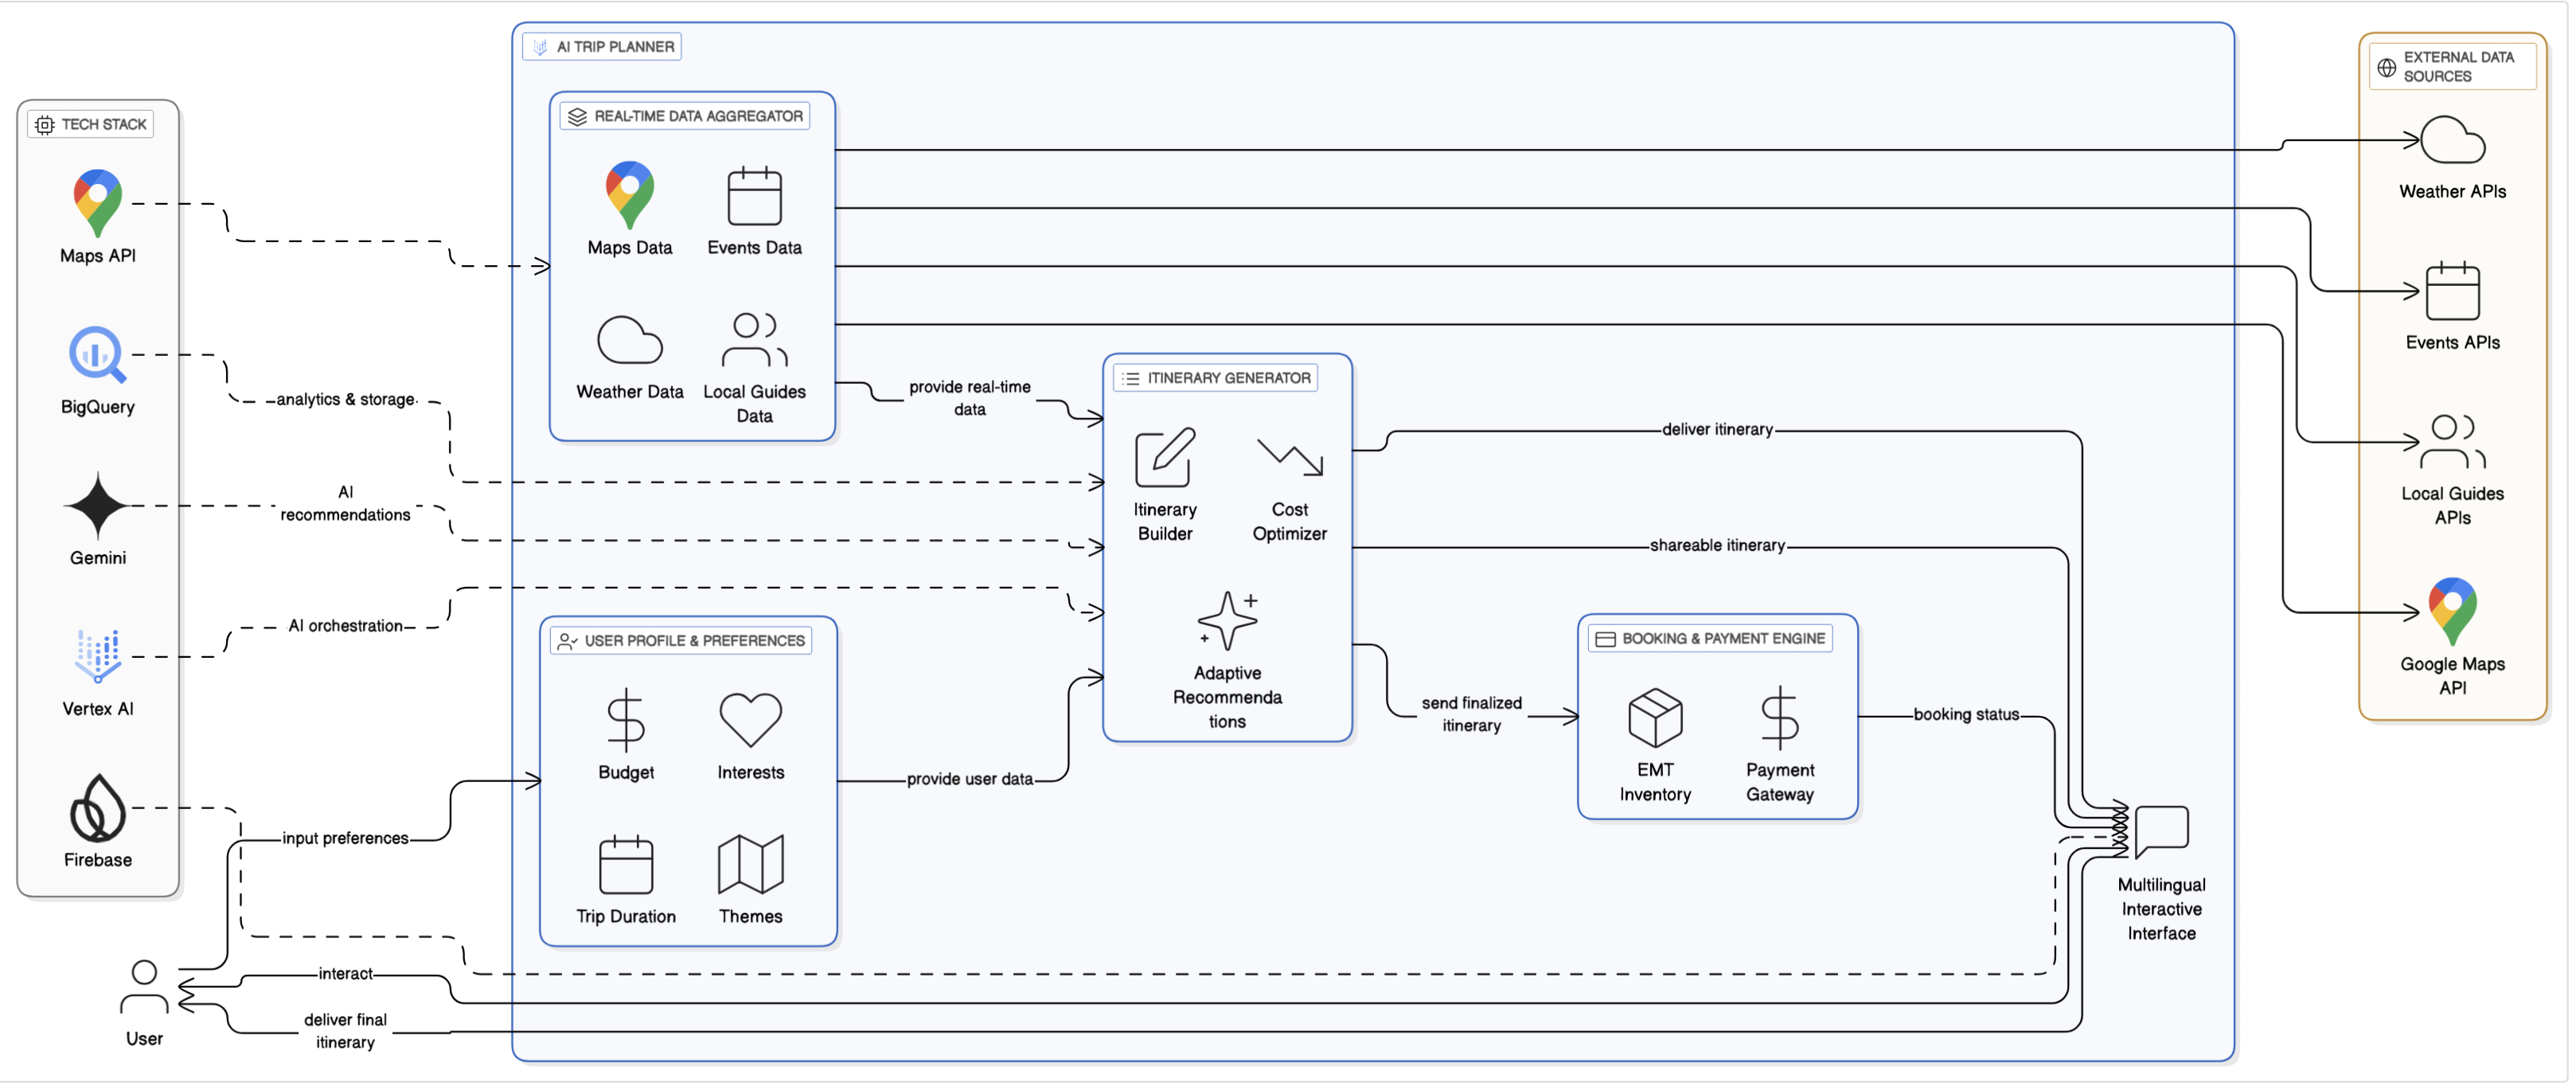 AI TRIP PLANNER
EXTERNAL DATA
SOURCES
TECH STACK
REAL-TIME DATA AGGREGATOR
Maps API
BigQuery
Gemini
Vertex AI
Firebase
Maps Data
Events Data
Weather Data
Local Guides
Data
analytics & storage
AI
recommendations
AI orchestration
input preferences
interact
deliver final
itinerary
User
USER PROFILE & PREFERENCES
Budget
Interests
Trip Duration
Themes
provide real-time
data
provide user data
ITINERARY GENERATOR
Itinerary
Builder
Cost
Optimizer
Adaptive
Recommenda
tions
deliver itinerary
shareable itinerary
send finalized
itinerary
BOOKING & PAYMENT ENGINE
EMT
Inventory
Payment
Gateway
booking status
Multilingual
Interactive
Interface
Weather APIs
Events APIs
Local Guides
APIs
Google Maps
API